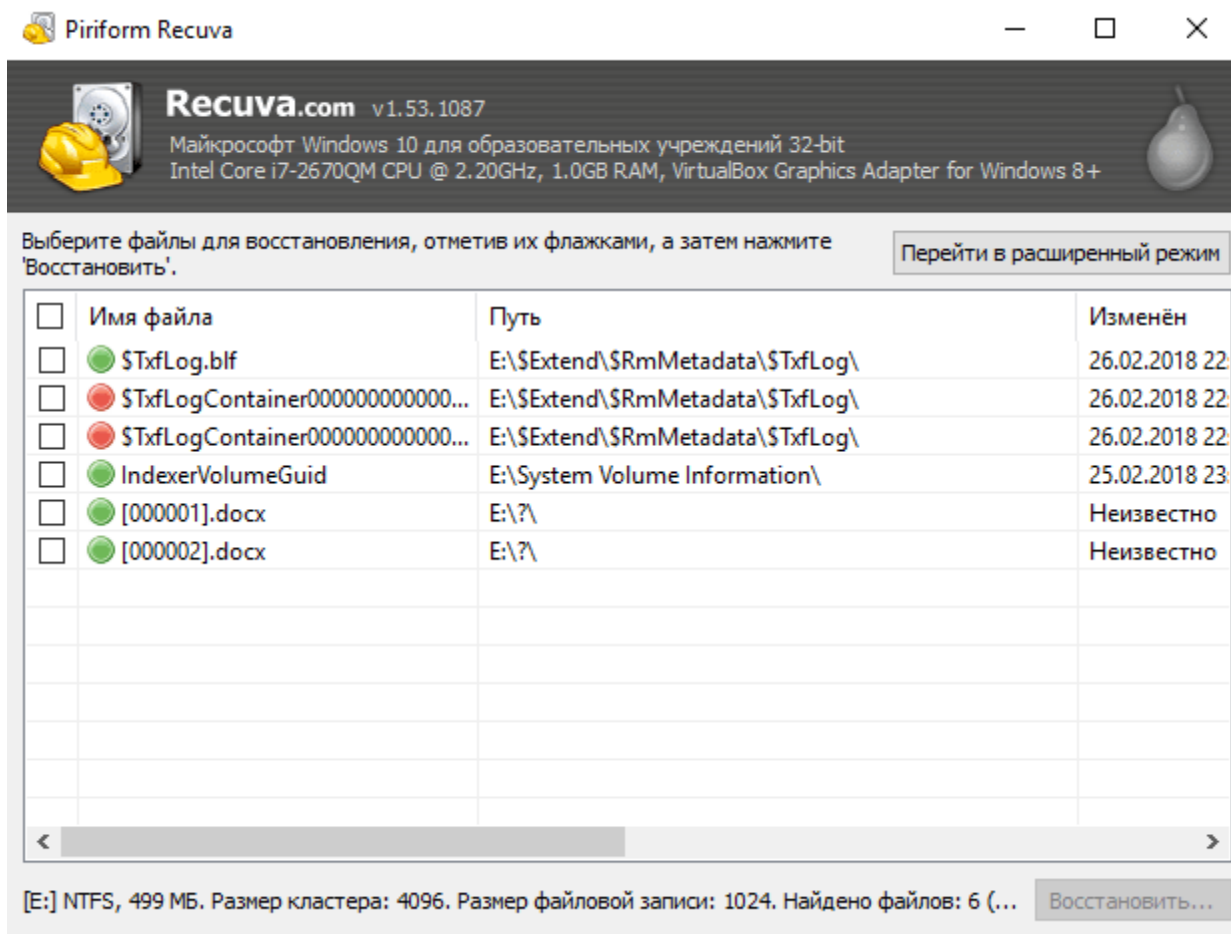 Piriform Recuva
Recuva.com v1.53.1087
Майкрософт Windows 10 для образовательных учреждений 32-bit
Intel Core i7-2670QM CPU @ 2.20GHz, 1.0GB RAM, VirtualBox Graphics Adapter for Windows 8+
Выберите файлы для восстановления, отметив их флажками, а затем нажмите
'Восстановить'.
Перейти в расширенный режим
Имя файла Путь Изменён
$TxfLog.blf E:\$Extend\$RmMetadata\$TxfLog\ 26.02.2018 22:
$TxfLogContainer000000000000... E:\$Extend\$RmMetadata\$TxfLog\ 26.02.2018 22:
$TxfLogContainer000000000000... E:\$Extend\$RmMetadata\$TxfLog\ 26.02.2018 22:
IndexerVolumeGuid E:\System Volume Information\ 25.02.2018 23:
[000001].docx E:\?\ Неизвестно
[000002].docx E:\?\ Неизвестно
[E:] NTFS, 499 МБ. Размер кластера: 4096. Размер файловой записи: 1024. Найдено файлов: 6 (...
Восстановить...